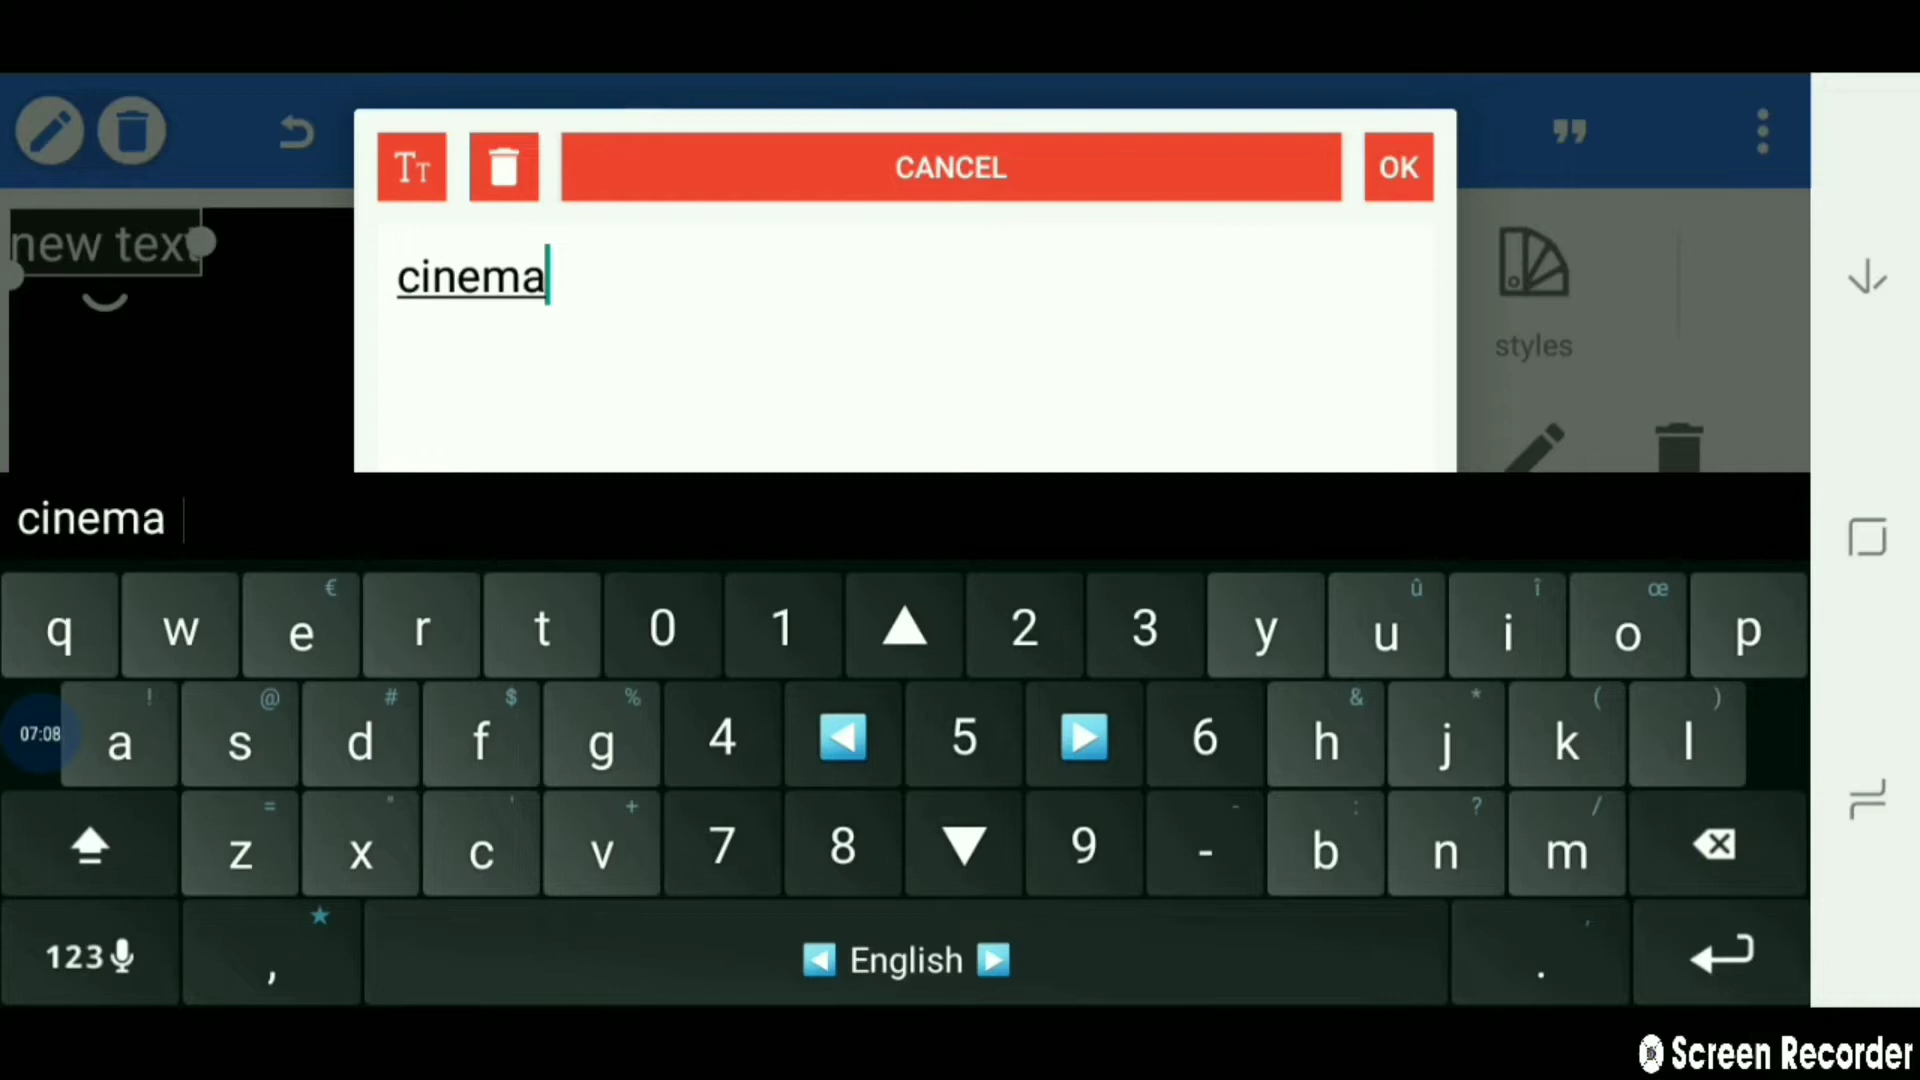 Tт CANCEL OK
new text
cinema
styles
cinema
€ û î œ
q w e r t 0 1 2 3 y u i o p
! @ # $ % & * ( )
07:08 a s d f g 4 5 6 h j k l
= " ' + - : ? /
z x c v 7 8 9 - b n m
123 , English .
Screen Recorder